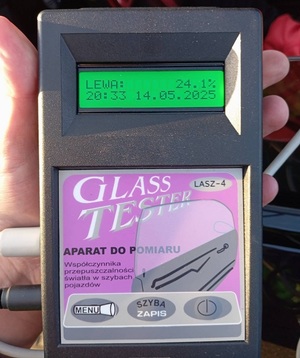 LEWA: 24.1%
20:33 14.05.2025
GLASS
LASZ-4
TESTER
APARAT DO POMIARU
Współczynnika
przepuszczalności
światła w szybach
pojazdów
MENU
SZYBA
ZAPIS